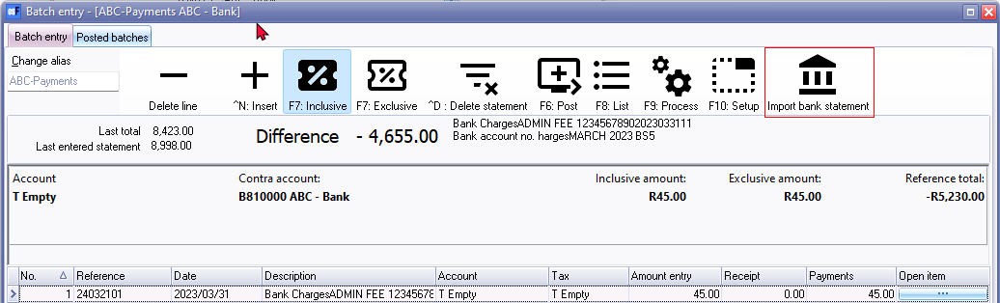 Batch entry - [ABC-Payments ABC - Bank]
Batch entry Posted batches
Change alias
ABC-Payments
Delete line ^N: Insert F7: Inclusive F7: Exclusive ^D : Delete statement F6: Post F8: List F9: Process F10: Setup Import bank statement
Last total 8,423.00
Last entered statement 8,998.00
Difference - 4,655.00
Bank ChargesADMIN FEE 12345678902023033111
Bank account no. hargesMARCH 2023 BS5
Account Contra account: Inclusive amount: Exclusive amount: Reference total:
T Empty B810000 ABC - Bank R45.00 R45.00 -R5,230.00
No. Reference Date Description Account Tax Amount entry Receipt Payments Open item
1 24032101 2023/03/31 Bank ChargesADMIN FEE 12345678 T Empty T Empty 45.00 0.00 45.00 ...